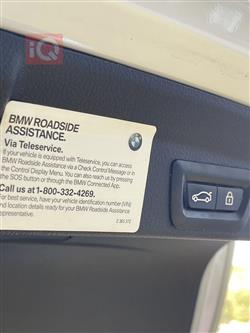 iQ
BMW ROADSIDE
ASSISTANCE.
Via Teleservice.
If your vehicle is equipped with Teleservice, you can access
BMW Roadside Assistance via a Check Control Message or in
the Control Display Menu. You can also reach us by pressing
the SOS button or through the BMW Connected App.
Call us at 1-800-332-4269.
For best service, have your vehicle identification number (VIN)
and location details ready for your BMW Roadside Assistance
representative.